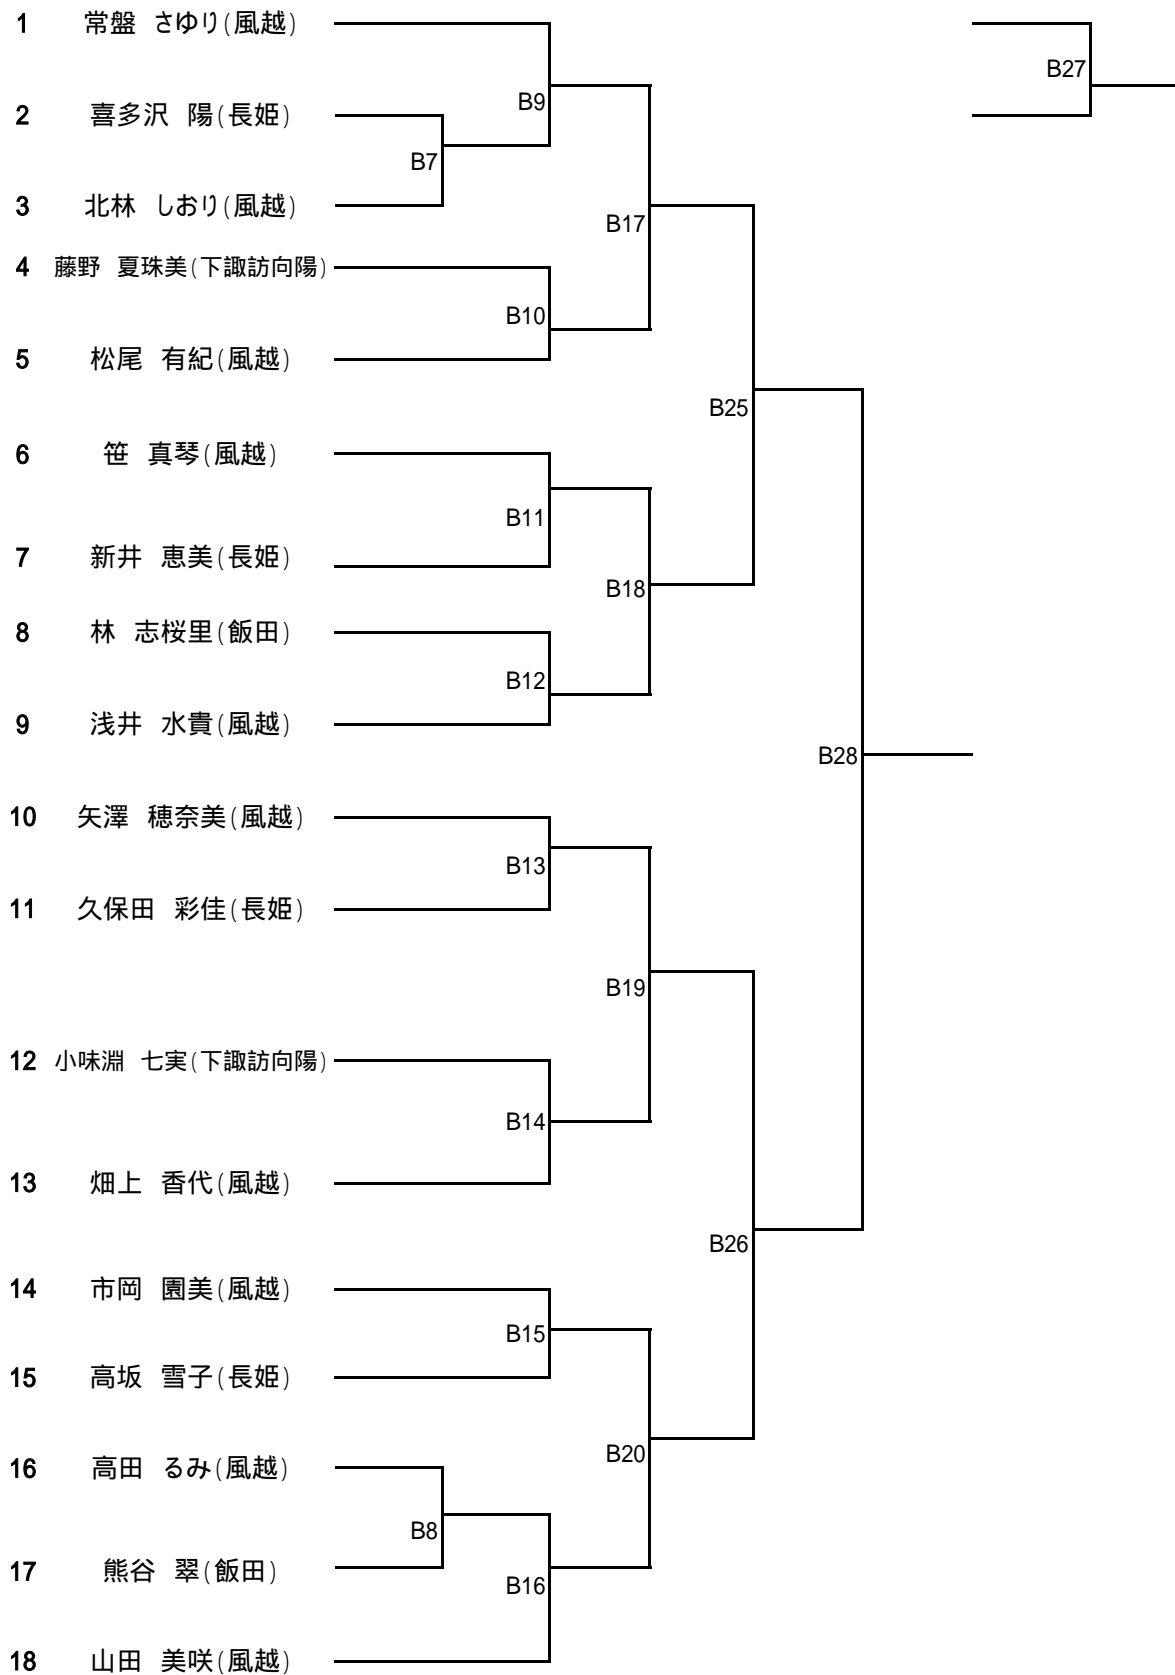 1 常盤 さゆり(風越)
B27
B9
2 喜多沢 陽(長姫)
B7
3 北林 しおり(風越)
B17
4 藤野 夏珠美(下諏訪向陽)
B10
5 松尾 有紀(風越)
B25
6 笹 真琴(風越)
B11
7 新井 恵美(長姫)
B18
8 林 志桜里(飯田)
B12
9 浅井 水貴(風越)
B28
10 矢澤 穂奈美(風越)
B13
11 久保田 彩佳(長姫)
B19
12 小味淵 七実(下諏訪向陽)
B14
13 畑上 香代(風越)
B26
14 市岡 園美(風越)
B15
15 高坂 雪子(長姫)
B20
16 高田 るみ(風越)
B8
17 熊谷 翠(飯田)
B16
18 山田 美咲(風越)